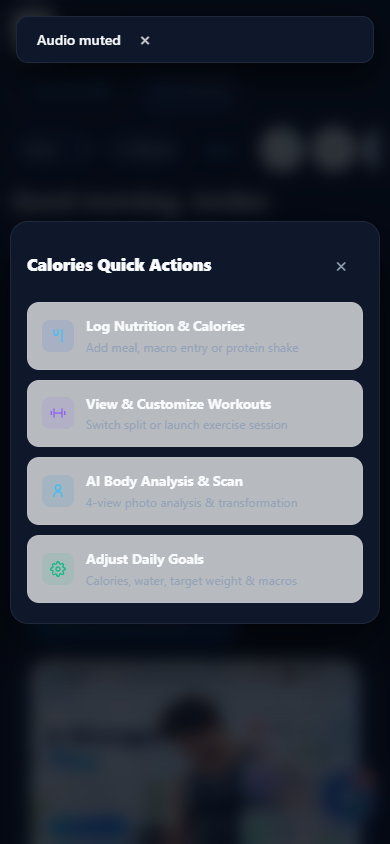 Audio muted
Calories Quick Actions
Log Nutrition & Calories
Add meal, macro entry or protein shake
View & Customize Workouts
Switch split or launch exercise session
AI Body Analysis & Scan
4-view photo analysis & transformation
Adjust Daily Goals
Calories, water, target weight & macros